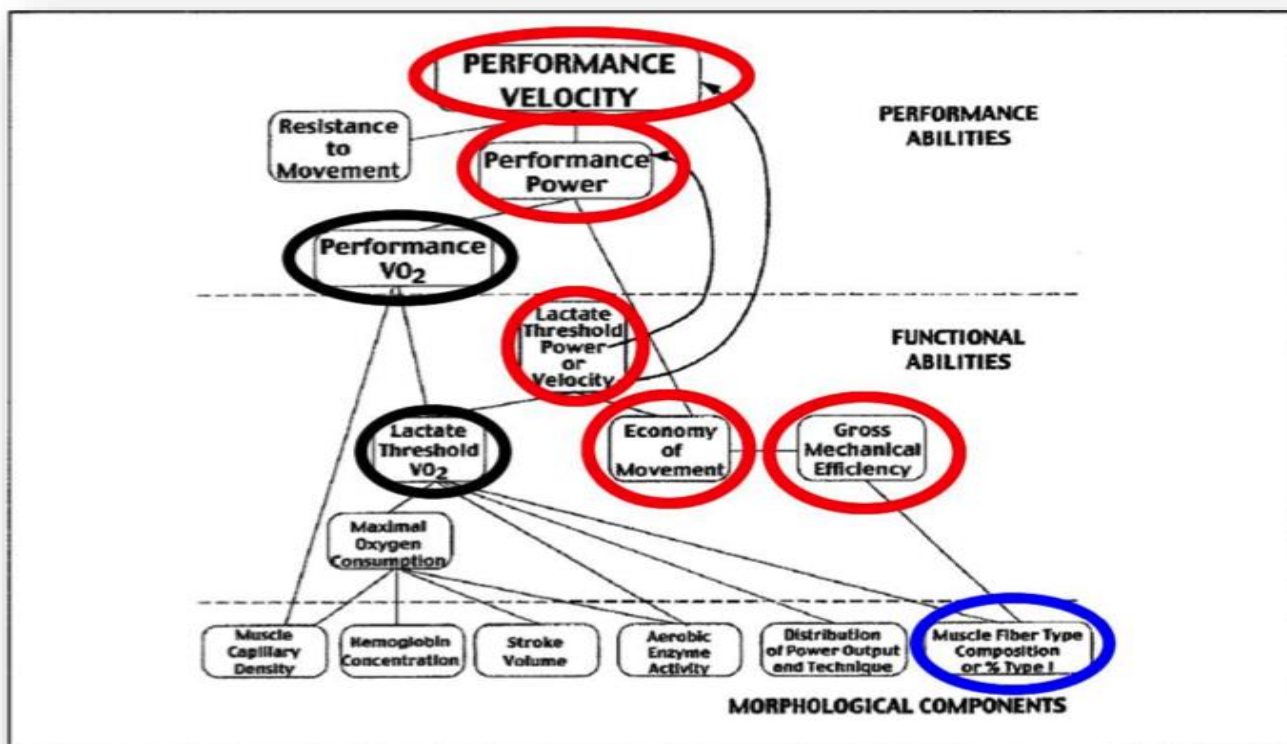 PERFORMANCE
VELOCITY
PERFORMANCE
ABILITIES
Resistance
to
Movement
Performance
Power
Performance
VO2
Lactate
Threshold
Power
or
Velocity
FUNCTIONAL
ABILITIES
Lactate
Threshold
VO2
Economy
of
Movement
Gross
Mechanical
Efficiency
Maximal
Oxygen
Consumption
Muscle
Capillary
Density
Hemoglobin
Concentration
Stroke
Volume
Aerobic
Enzyme
Activity
Distribution
of Power Output
and Technique
Muscle Fiber Type
Composition
or % Type I
MORPHOLOGICAL COMPONENTS